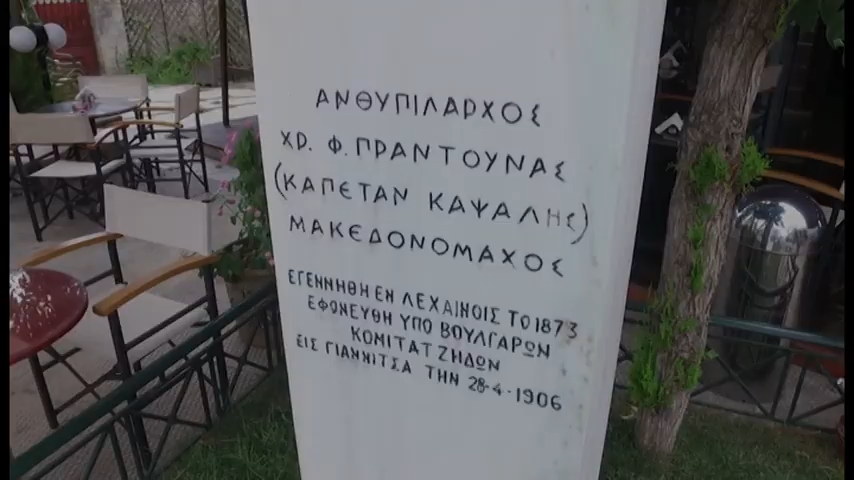 ΑΝΘΥΠΙΛΑΡΧΟΣ
ΧΡ. Φ. ΠΡΑΝΤΟΥΝΑΣ
(ΚΑΠΕΤΑΝ ΚΑΨΑΛΗΣ)
ΜΑΚΕΔΟΝΟΜΑΧΟΣ
ΕΓΕΝΝΗΘΗ ΕΝ ΛΕΧΑΙΝΟΙΣ ΤΟ 1873
ΕΦΟΝΕΥΘΗ ΥΠΟ ΒΟΥΛΓΑΡΩΝ
ΚΟΜΙΤΑΤΖΗΔΩΝ
ΕΙΣ ΓΙΑΝΝΙΤΣΑ ΤΗΝ 28-4-1906